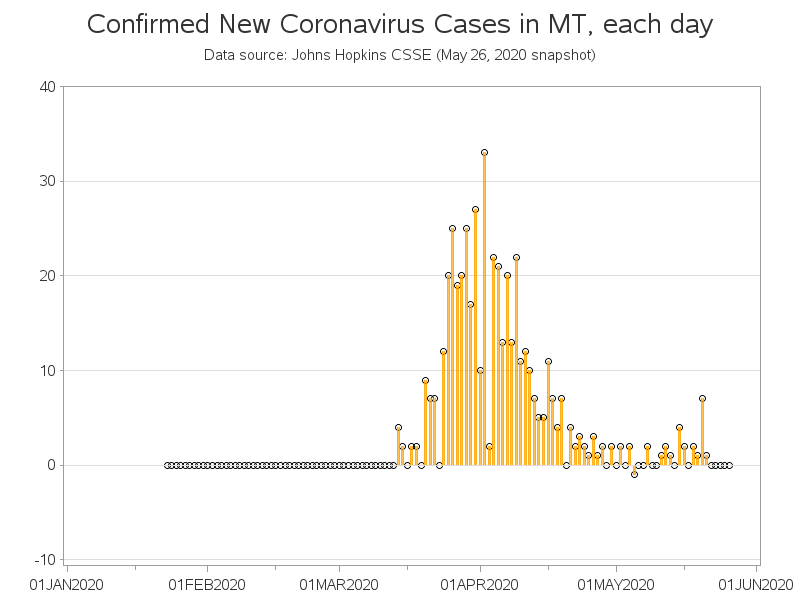 Confirmed New Coronavirus Cases in MT, each day
Data source: Johns Hopkins CSSE (May 26, 2020 snapshot)
40
30
20
10
0
-10
01JAN2020 01FEB2020 01MAR2020 01APR2020 01MAY2020 01JUN2020